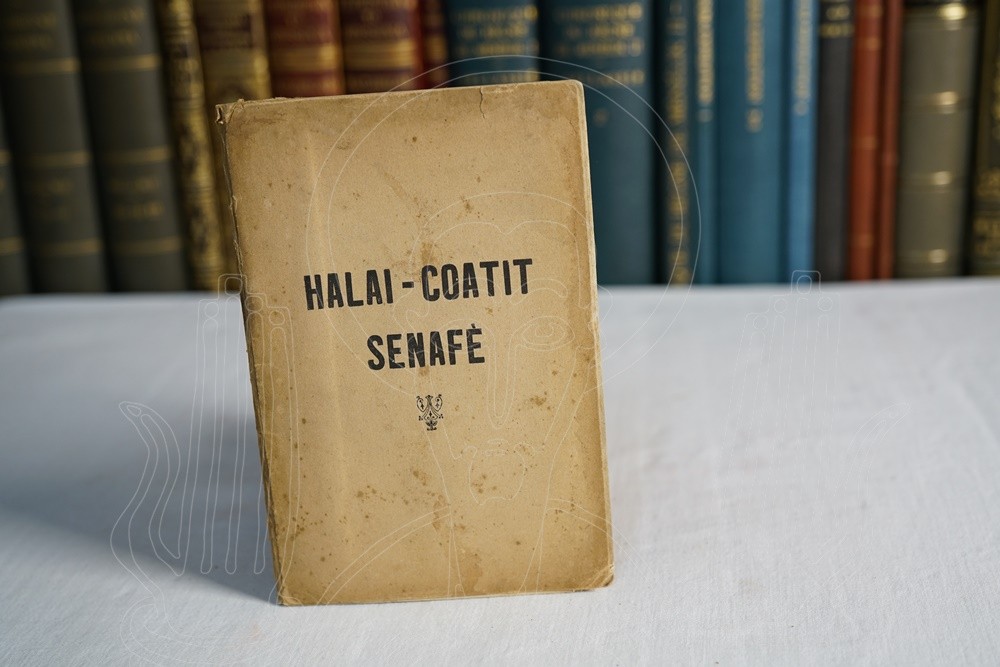 HALAI - COATIT
SENAFÈ